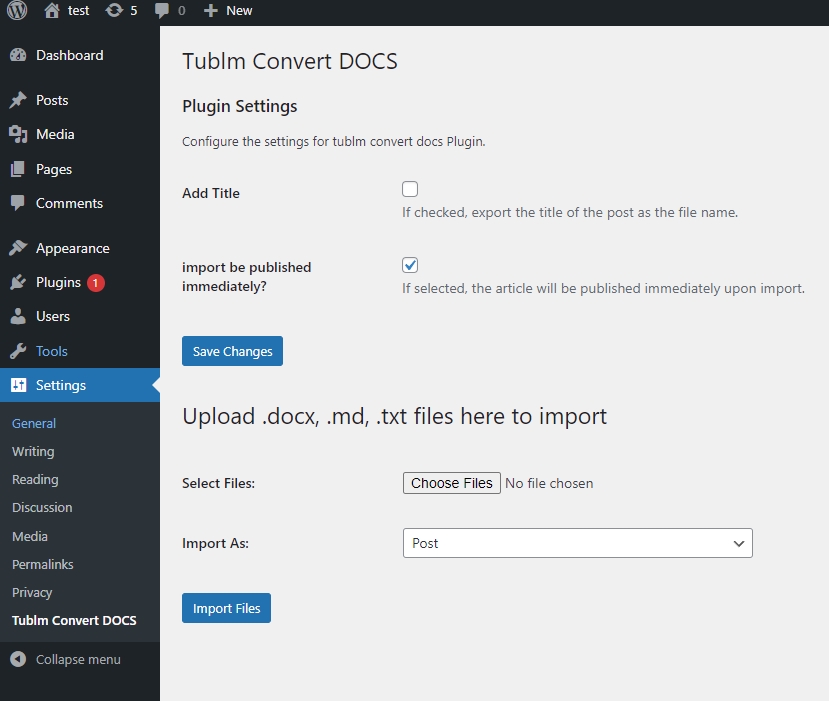 test 5 0 New
Dashboard
Posts
Media
Pages
Comments
Appearance
Plugins 1
Users
Tools
Settings
General
Writing
Reading
Discussion
Media
Permalinks
Privacy
Tublm Convert DOCS
Collapse menu
Tublm Convert DOCS
Plugin Settings
Configure the settings for tublm convert docs Plugin.
Add Title
If checked, export the title of the post as the file name.
import be published
immediately?
If selected, the article will be published immediately upon import.
Save Changes
Upload .docx, .md, .txt files here to import
Select Files: Choose Files No file chosen
Import As: Post
Import Files